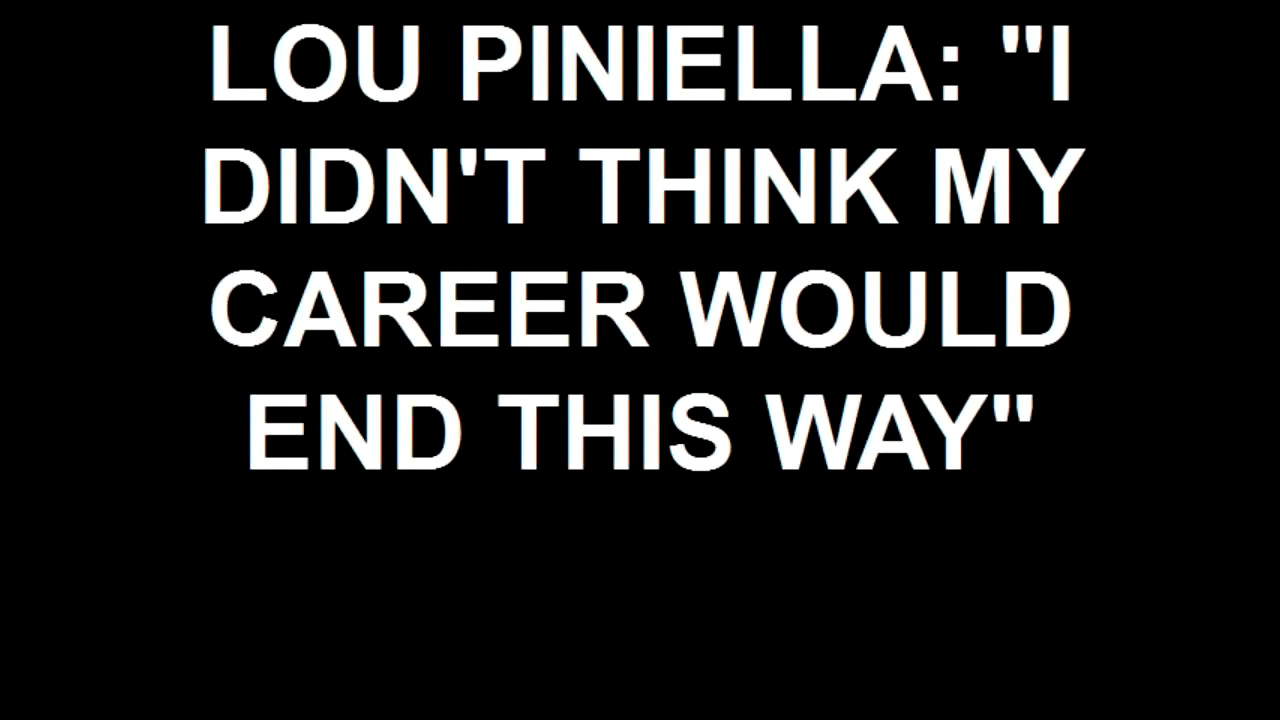 LOU PINIELLA: "I
DIDN'T THINK MY
CAREER WOULD
END THIS WAY"